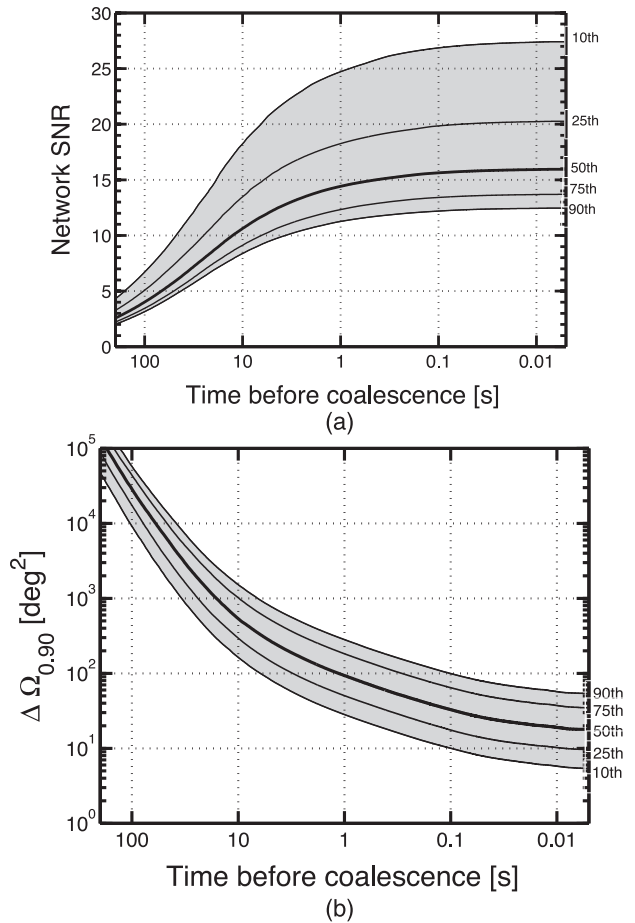 30
25
20
15
10
5
0
Network SNR
10th
25th
50th
75th
90th
100 10 1 0.1 0.01
Time before coalescence [s]
(a)
10^5
10^4
10^3
10^2
10^1
10^0
Δ Ω_{0.90} [deg^2]
90th
75th
50th
25th
10th
100 10 1 0.1 0.01
Time before coalescence [s]
(b)